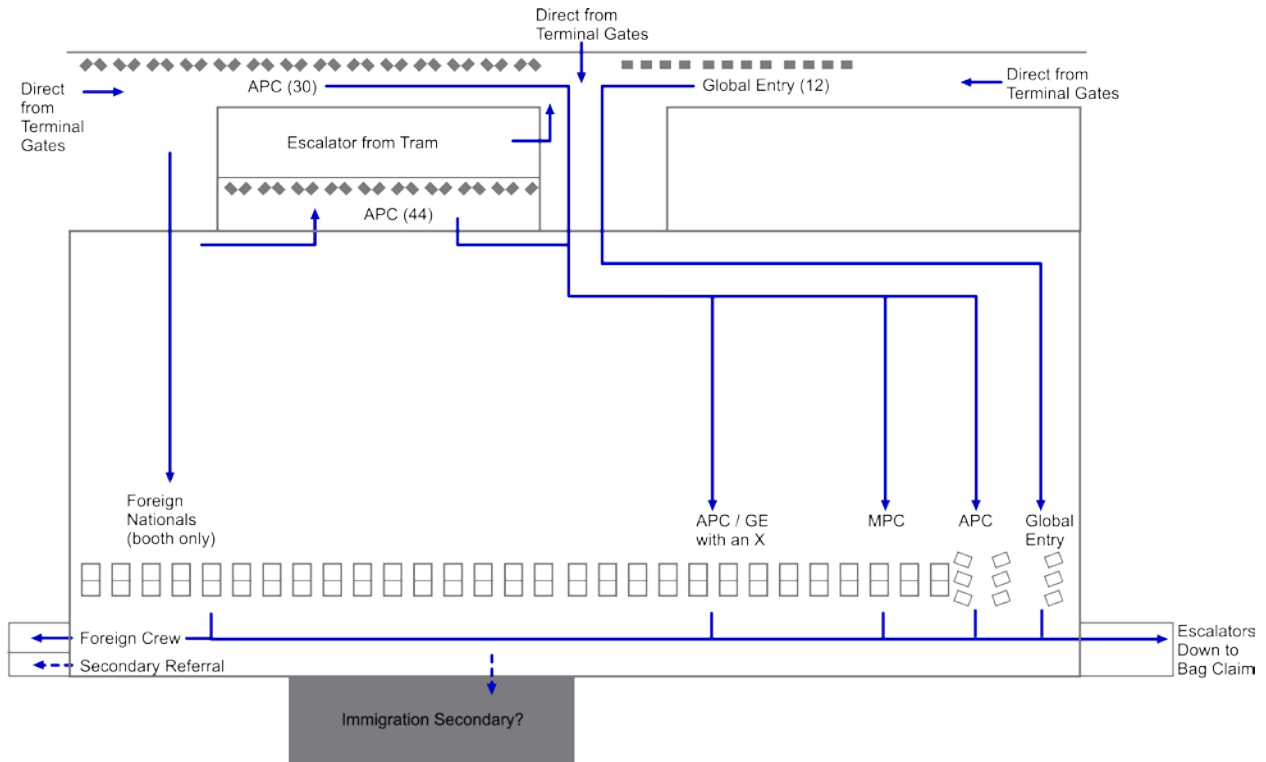 Direct from
Terminal Gates
Direct
from
Terminal
Gates
APC (30)
Global Entry (12)
Direct from
Terminal Gates
Escalator from Tram
APC (44)
Foreign
Nationals
(booth only)
APC / GE
with an X
MPC
APC
Global
Entry
Foreign Crew
Secondary Referral
Escalators
Down to
Bag Claim
Immigration Secondary?